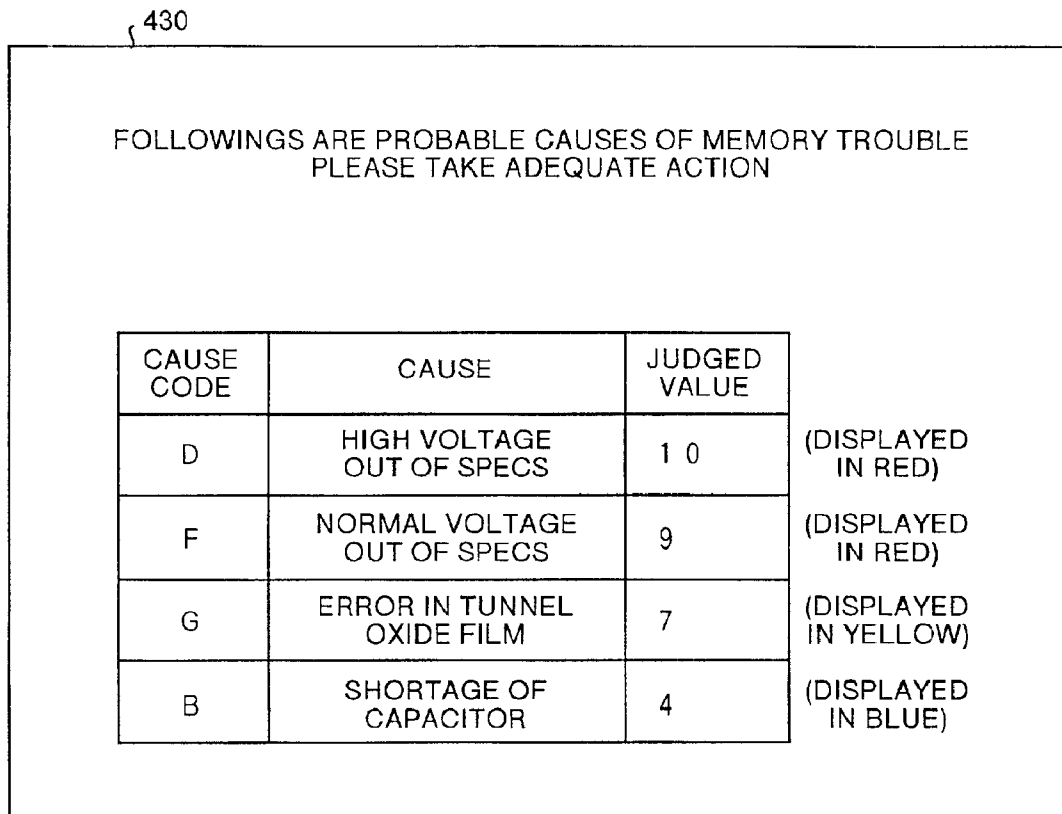 430
FOLLOWINGS ARE PROBABLE CAUSES OF MEMORY TROUBLE
PLEASE TAKE ADEQUATE ACTION
CAUSE CODE CAUSE JUDGED VALUE
D HIGH VOLTAGE OUT OF SPECS 1 0 (DISPLAYED IN RED)
F NORMAL VOLTAGE OUT OF SPECS 9 (DISPLAYED IN RED)
G ERROR IN TUNNEL OXIDE FILM 7 (DISPLAYED IN YELLOW)
B SHORTAGE OF CAPACITOR 4 (DISPLAYED IN BLUE)